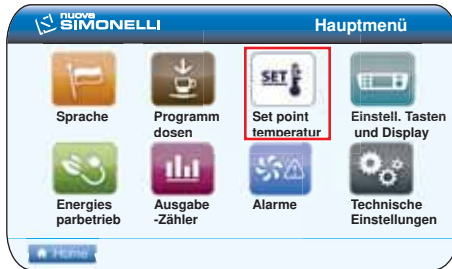 nuova
SIMONELLI
Hauptmenü
Sprache
Programm
dosen
SET
Set point
temperatur
Einstell. Tasten
und Display
Energies
parbetrieb
Ausgabe
-Zähler
Alarme
Technische
Einstellungen
Home